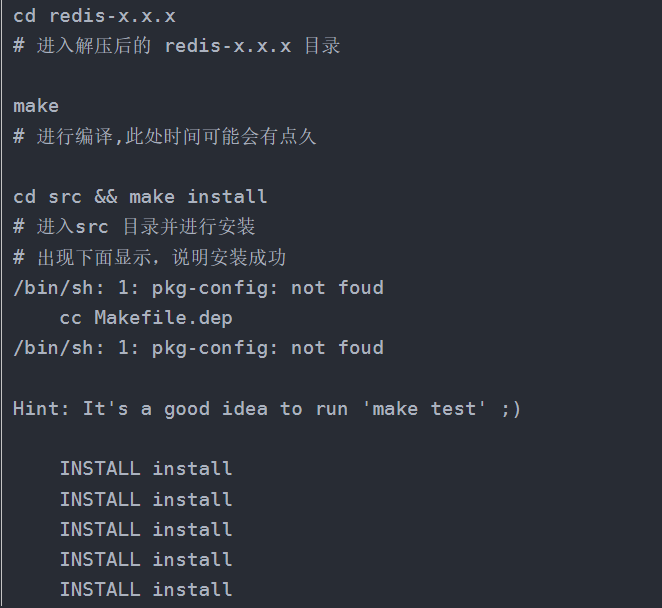 cd redis-x.x.x
# 进入解压后的 redis-x.x.x 目录
make
# 进行编译,此处时间可能会有点久
cd src && make install
# 进入src 目录并进行安装
# 出现下面显示，说明安装成功
/bin/sh: 1: pkg-config: not foud
cc Makefile.dep
/bin/sh: 1: pkg-config: not foud
Hint: It's a good idea to run 'make test' ;)
INSTALL install
INSTALL install
INSTALL install
INSTALL install
INSTALL install